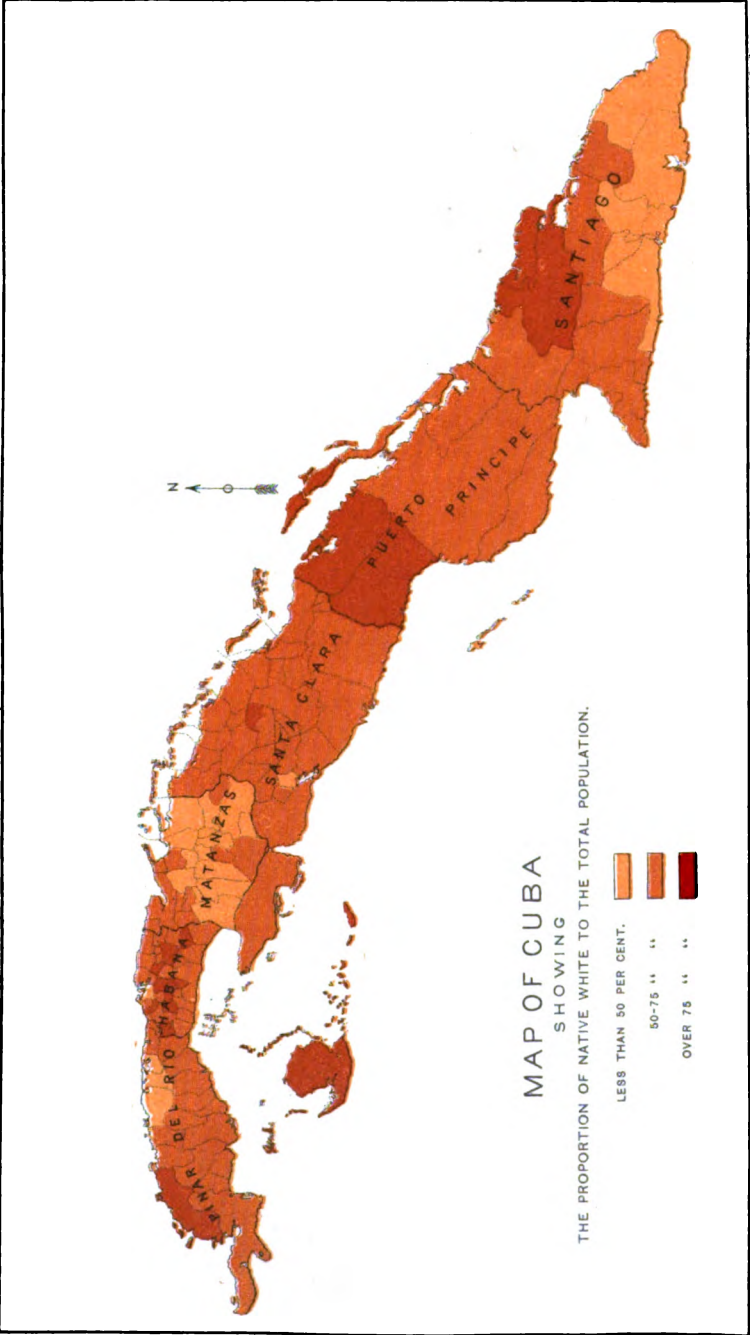 N
PINAR DEL RIO
HABANA
MATANZAS
SANTA CLARA
PUERTO PRINCIPE
SANTIAGO
MAP OF CUBA
SHOWING
THE PROPORTION OF NATIVE WHITE TO THE TOTAL POPULATION.
LESS THAN 50 PER CENT.
50-75 “ “
OVER 75 “ “